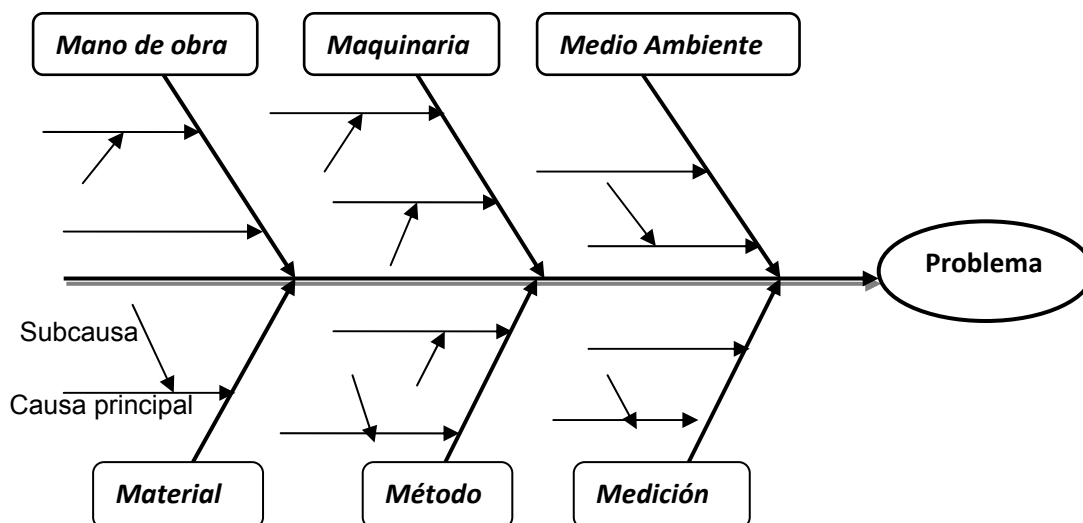 Mano de obra
Maquinaria
Medio Ambiente
Problema
Subcausa
Causa principal
Material
Método
Medición